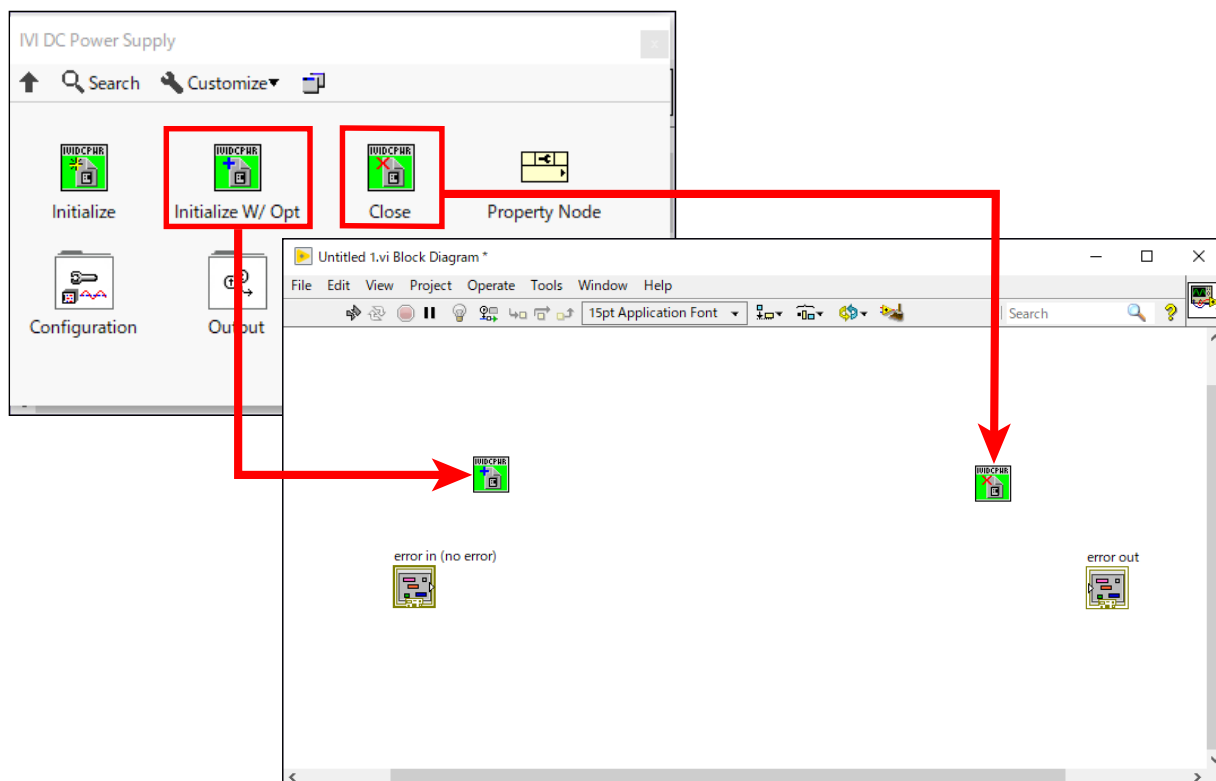 IVI DC Power Supply
Search Customize
IVIDCPWR IVIDCPWR IVIDCPWR
Initialize Initialize W/ Opt Close Property Node
Configuration Output
Untitled 1.vi Block Diagram *
File Edit View Project Operate Tools Window Help
15pt Application Font Search
IVIDCPWR
IVIDCPWR
error in (no error)
error out